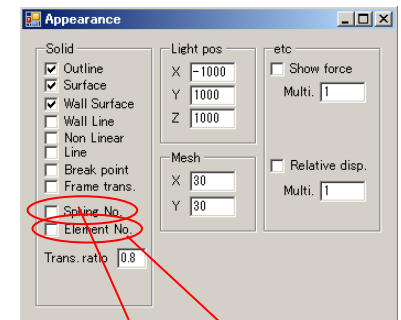 Appearance
Solid
Outline
Surface
Wall Surface
Wall Line
Non Linear
Line
Break point
Frame trans.
Spring No.
Element No.
Trans. ratio 0.8
Light pos
X -1000
Y 1000
Z 1000
Mesh
X 30
Y 30
etc
Show force
Multi. 1
Relative disp.
Multi. 1